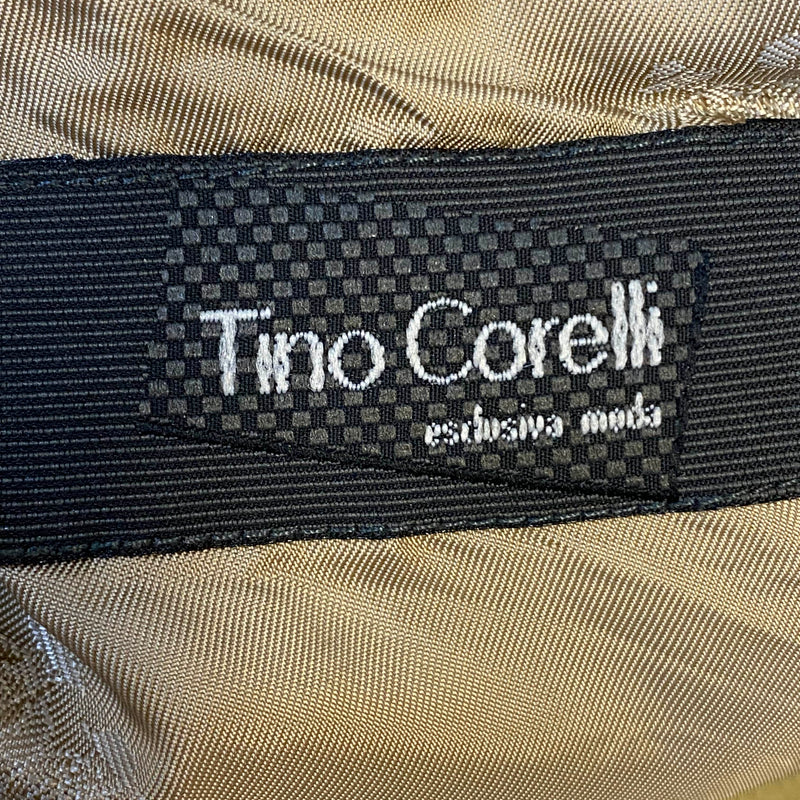 Tino Corelli
esclusiva moda